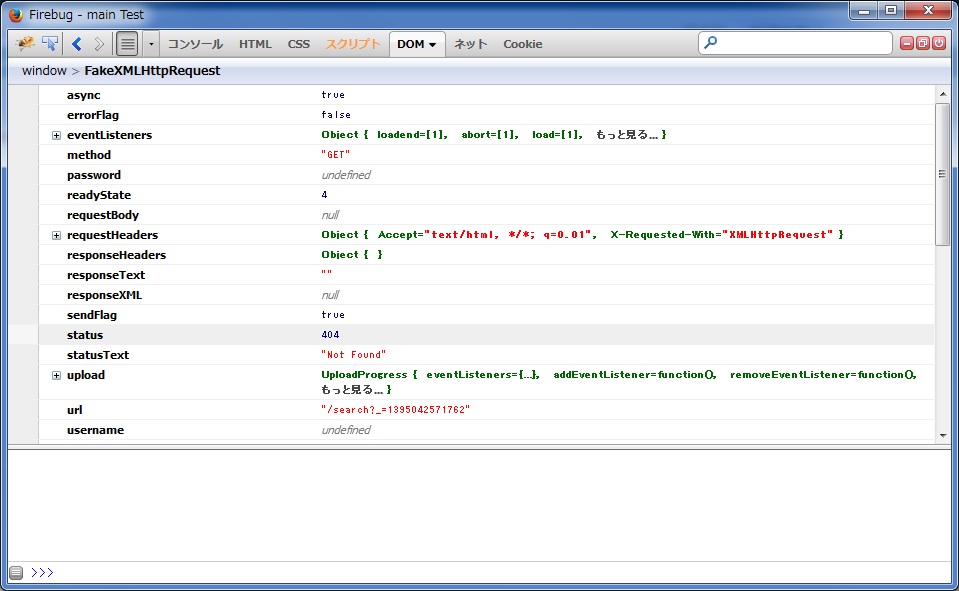 Firebug - main Test
コンソール HTML CSS スクリプト DOM ネット Cookie
window > FakeXMLHttpRequest
async true
errorFlag false
eventListeners Object { loadend=[1], abort=[1], load=[1], もっと見る... }
method "GET"
password undefined
readyState 4
requestBody null
requestHeaders Object { Accept="text/html, */*; q=0.01", X-Requested-With="XMLHttpRequest" }
responseHeaders Object { }
responseText ""
responseXML null
sendFlag true
status 404
statusText "Not Found"
upload UploadProgress { eventListeners={...}, addEventListener=function(), removeEventListener=function(),
もっと見る... }
url "/search?_=1395042571762"
username undefined
>>>